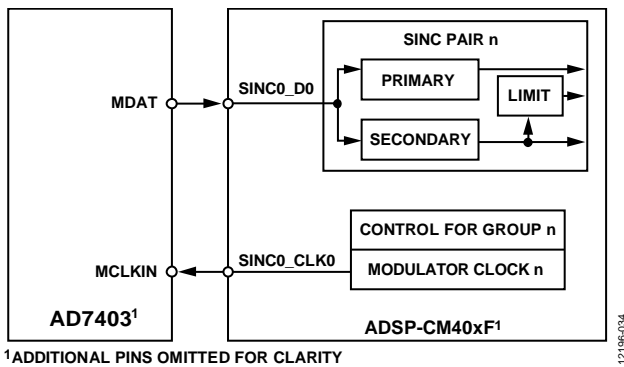 SINC PAIR n
SINC0_D0
PRIMARY
MDAT
LIMIT
SECONDARY
CONTROL FOR GROUP n
SINC0_CLK0
MCLKIN
MODULATOR CLOCK n
AD7403¹
ADSP-CM40xF¹
¹ADDITIONAL PINS OMITTED FOR CLARITY
12196-034